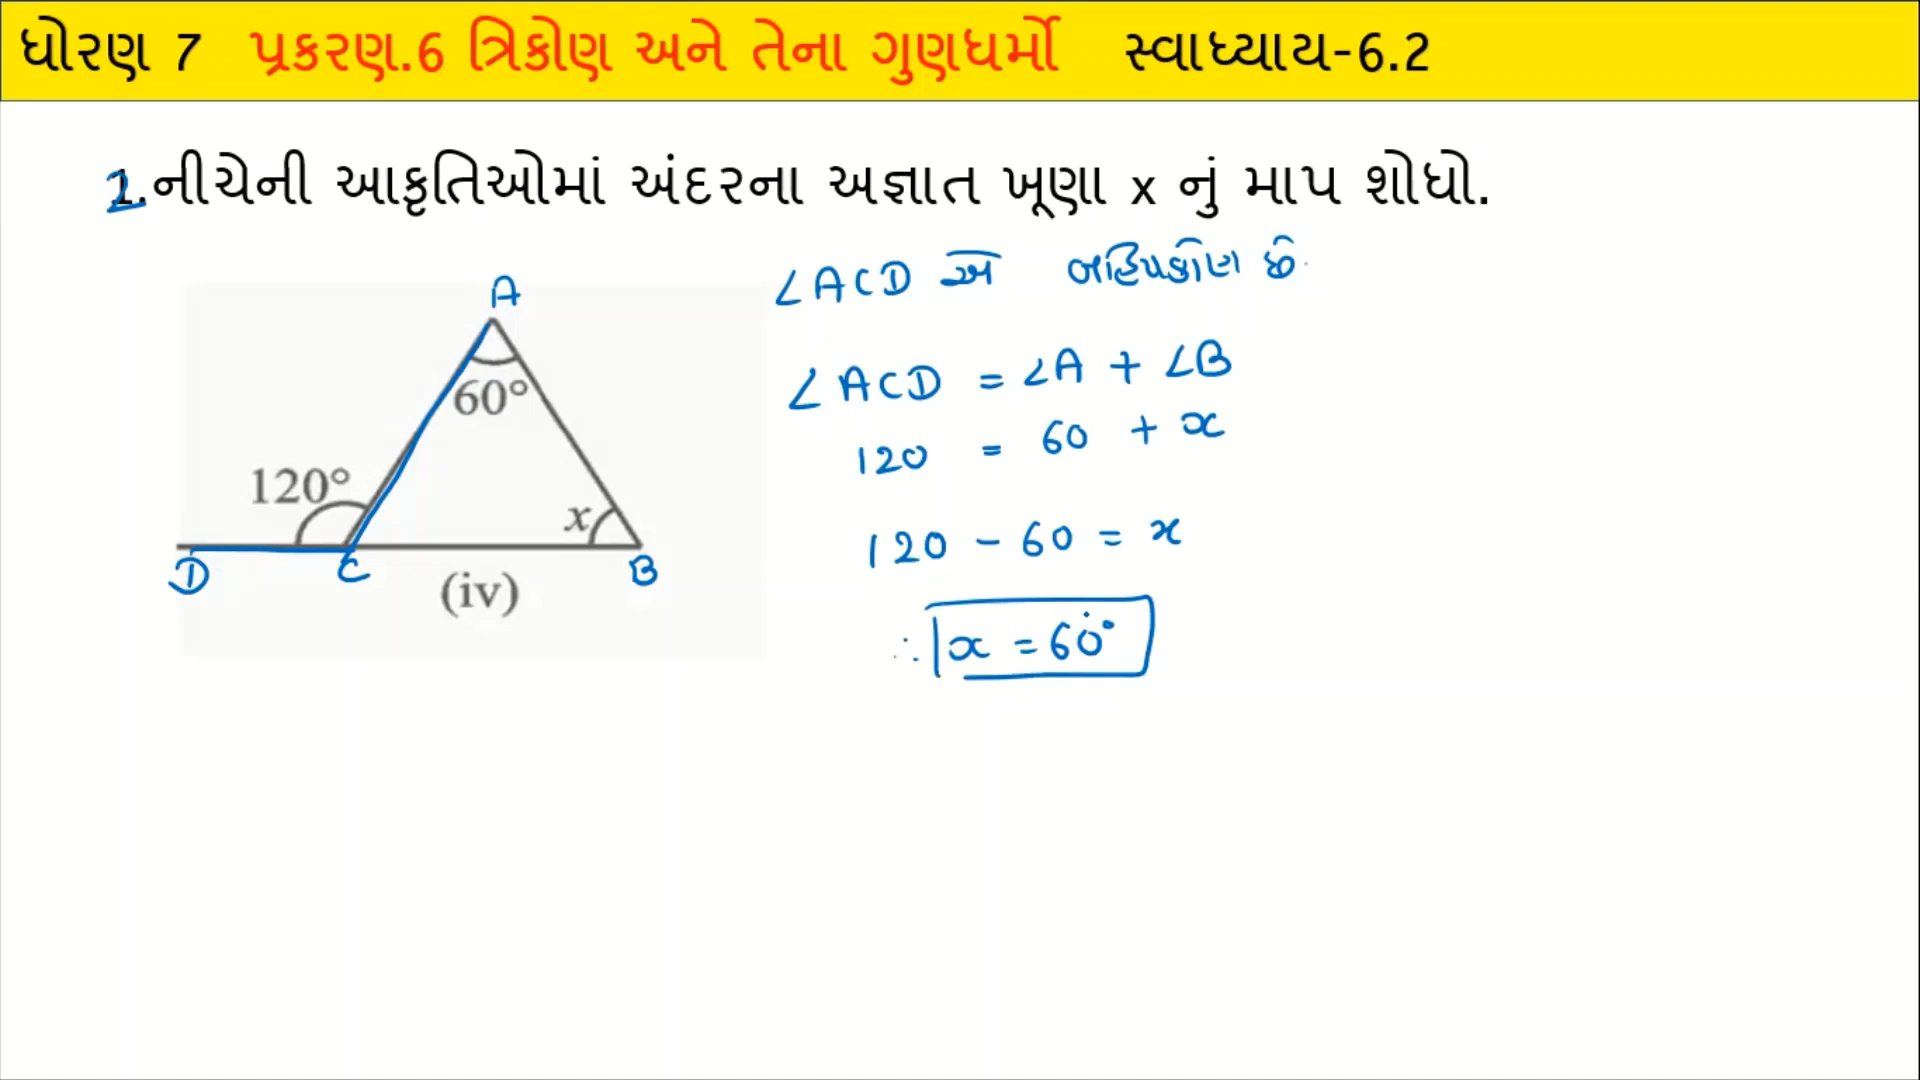 ધોરણ 7 પ્રકરણ.6 ત્રિકોણ અને તેના ગુણધર્મો સ્વાધ્યાય-6.2
2.નીચેની આકૃતિઓમાં અંદરના અજ્ઞાત ખૂણા x નું માપ શોધો.
∠ACD એ બહિષ્કોણ છે.
A
60°
120°
x
D C B
(iv)
∠ACD = ∠A + ∠B
120 = 60 + x
120 - 60 = x
∴ x = 60°